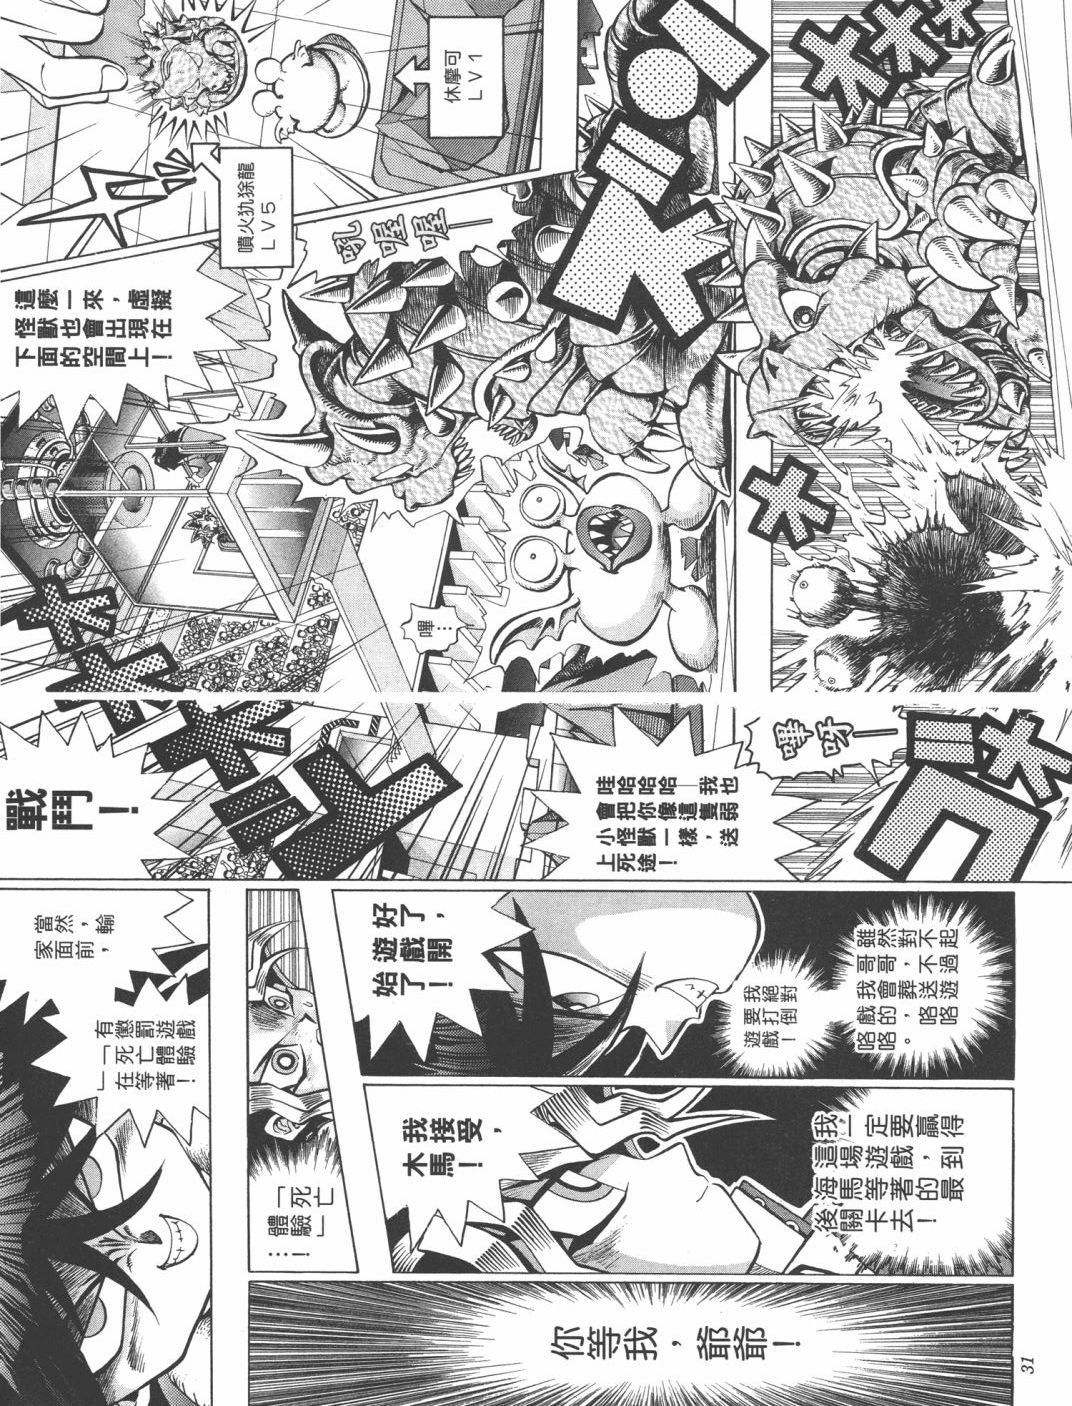 休摩可
LV1
噴火犰狳龍
LV5
這麼一來，虛擬
怪獸也會出現在
下面的空間上！
吼喔喔—
嗶…
戰鬥！
嗶呀—
哇哈哈哈—我也
會把你像這隻弱
小怪獸一樣，送
上死途！
當然，輸
家面前，
有懲罰遊戲
「死亡體驗
」在等著！
「死亡
體驗」
…！
好了，
遊戲開
始了！
雖然對不起
哥哥，不過
我會葬送遊
戲的，咯咯
咯咯。
我絕對
要打倒
遊戲！
我接受，
木馬！
我一定要贏得
這場遊戲，到
海馬等著的最
後關卡去！
你等我，爺爺！
31